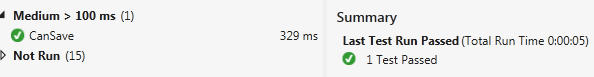 Medium > 100 ms (1)
CanSave 329 ms
Not Run (15)
Summary
Last Test Run Passed (Total Run Time 0:00:05)
1 Test Passed